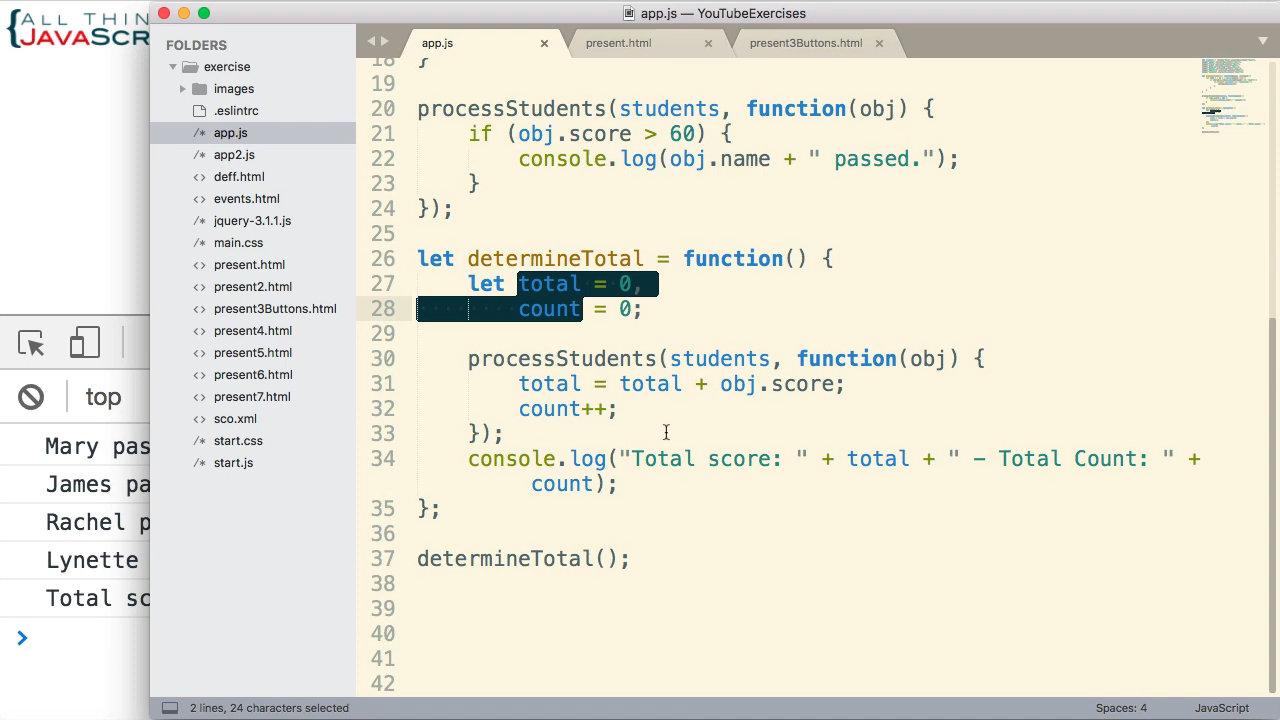 ALL THIN
JAVASCR
app.js — YouTubeExercises
FOLDERS
exercise
images
.eslintrc
/* app.js
/* app2.js
<> deff.html
<> events.html
/* jquery-3.1.1.js
/* main.css
<> present.html
<> present2.html
<> present3Buttons.html
<> present4.html
<> present5.html
<> present6.html
<> present7.html
<> sco.xml
/* start.css
/* start.js
app.js
present.html
present3Buttons.html
18 }
19
20 processStudents(students, function(obj) {
21 if (obj.score > 60) {
22 console.log(obj.name + " passed.");
23 }
24 });
25
26 let determineTotal = function() {
27 let total = 0,
28 count = 0;
29
30 processStudents(students, function(obj) {
31 total = total + obj.score;
32 count++;
33 });
34 console.log("Total score: " + total + " - Total Count: " +
count);
35 };
36
37 determineTotal();
38
39
40
41
42
top
Mary pas
James pa
Rachel p
Lynette
Total sc
2 lines, 24 characters selected
Spaces: 4
JavaScript